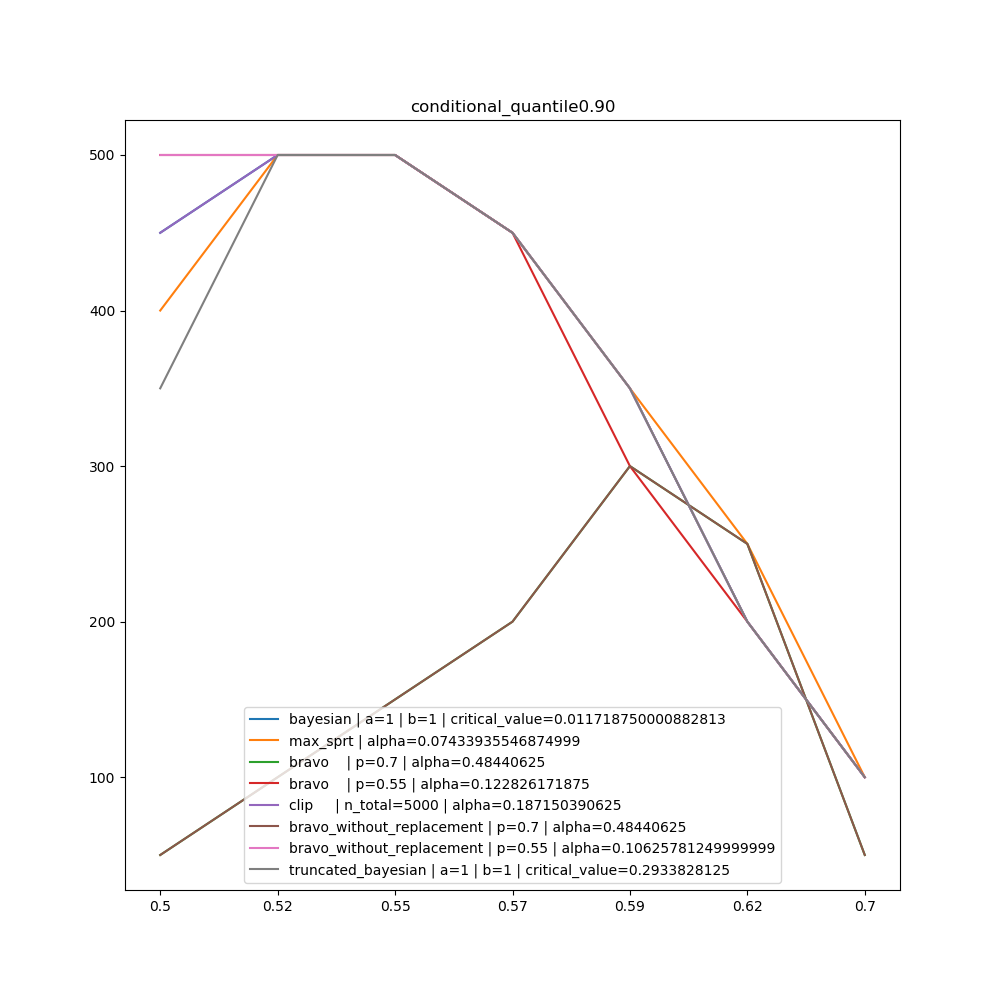 conditional_quantile0.90
500
400
300
200
100
bayesian | a=1 | b=1 | critical_value=0.011718750000882813
max_sprt | alpha=0.07433935546874999
bravo    | p=0.7 | alpha=0.48440625
bravo    | p=0.55 | alpha=0.122826171875
clip     | n_total=5000 | alpha=0.187150390625
bravo_without_replacement | p=0.7 | alpha=0.48440625
bravo_without_replacement | p=0.55 | alpha=0.10625781249999999
truncated_bayesian | a=1 | b=1 | critical_value=0.2933828125
0.5 0.52 0.55 0.57 0.59 0.62 0.7